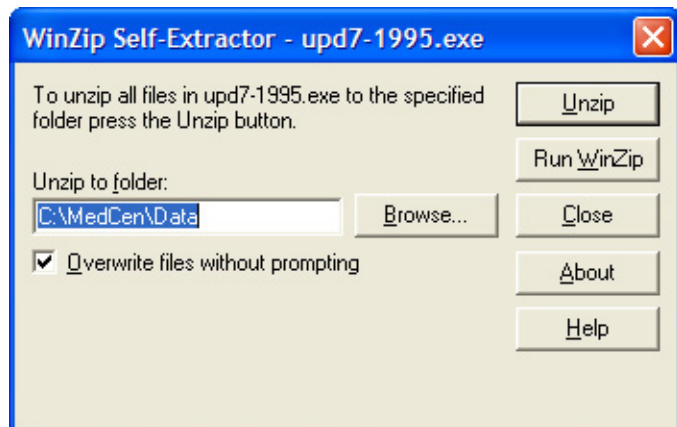 WinZip Self-Extractor - upd7-1995.exe
To unzip all files in upd7-1995.exe to the specified
folder press the Unzip button.
Unzip to folder:
C:\MedCen\Data
Browse...
Overwrite files without prompting
Unzip
Run WinZip
Close
About
Help